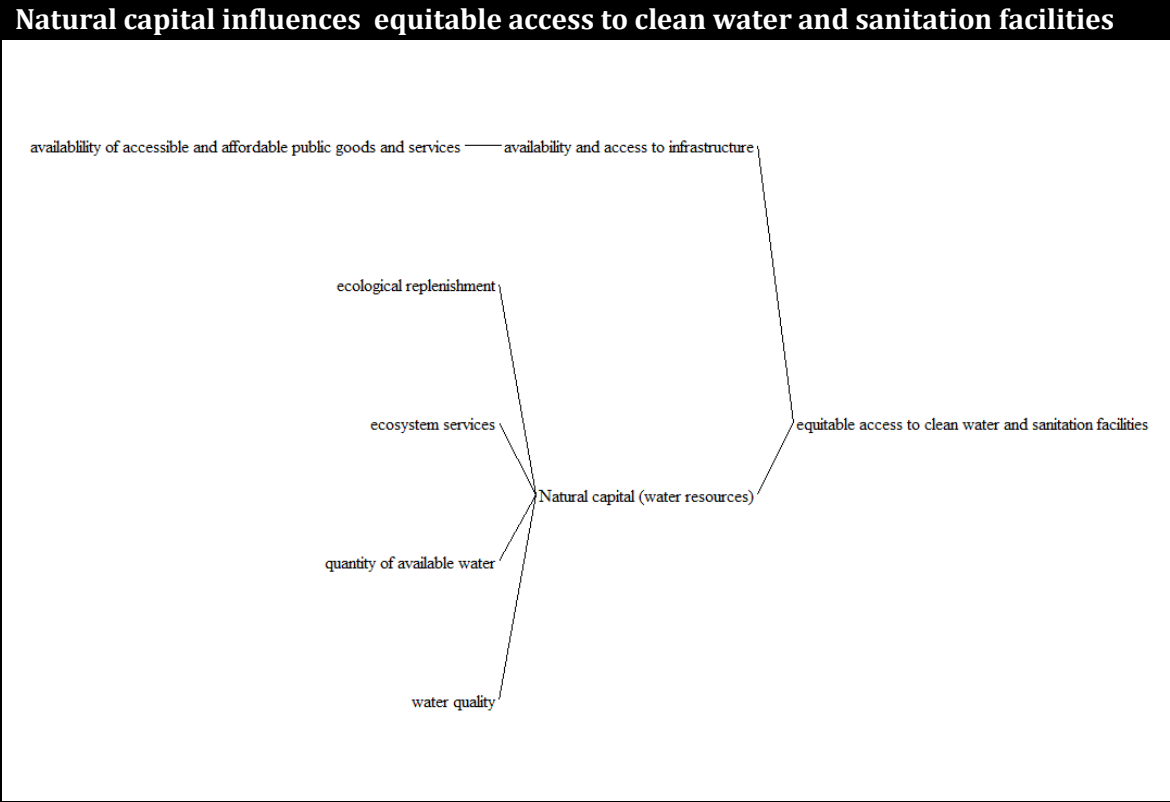 Natural capital influences  equitable access to clean water and sanitation facilities
availablility of accessible and affordable public goods and services
availability and access to infrastructure
ecological replenishment
ecosystem services
equitable access to clean water and sanitation facilities
Natural capital (water resources)
quantity of available water
water quality